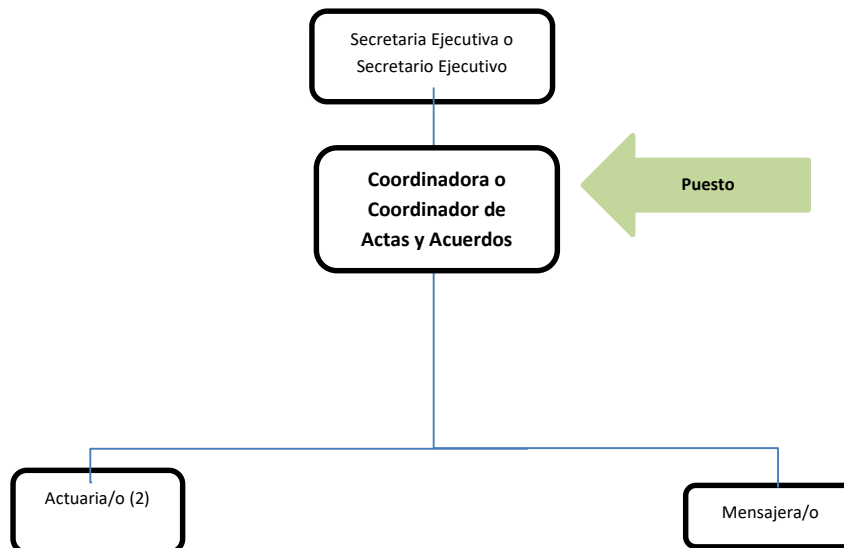 Secretaria Ejecutiva o
Secretario Ejecutivo
Coordinadora o
Coordinador de
Actas y Acuerdos
Puesto
Actuaria/o (2)
Mensajera/o